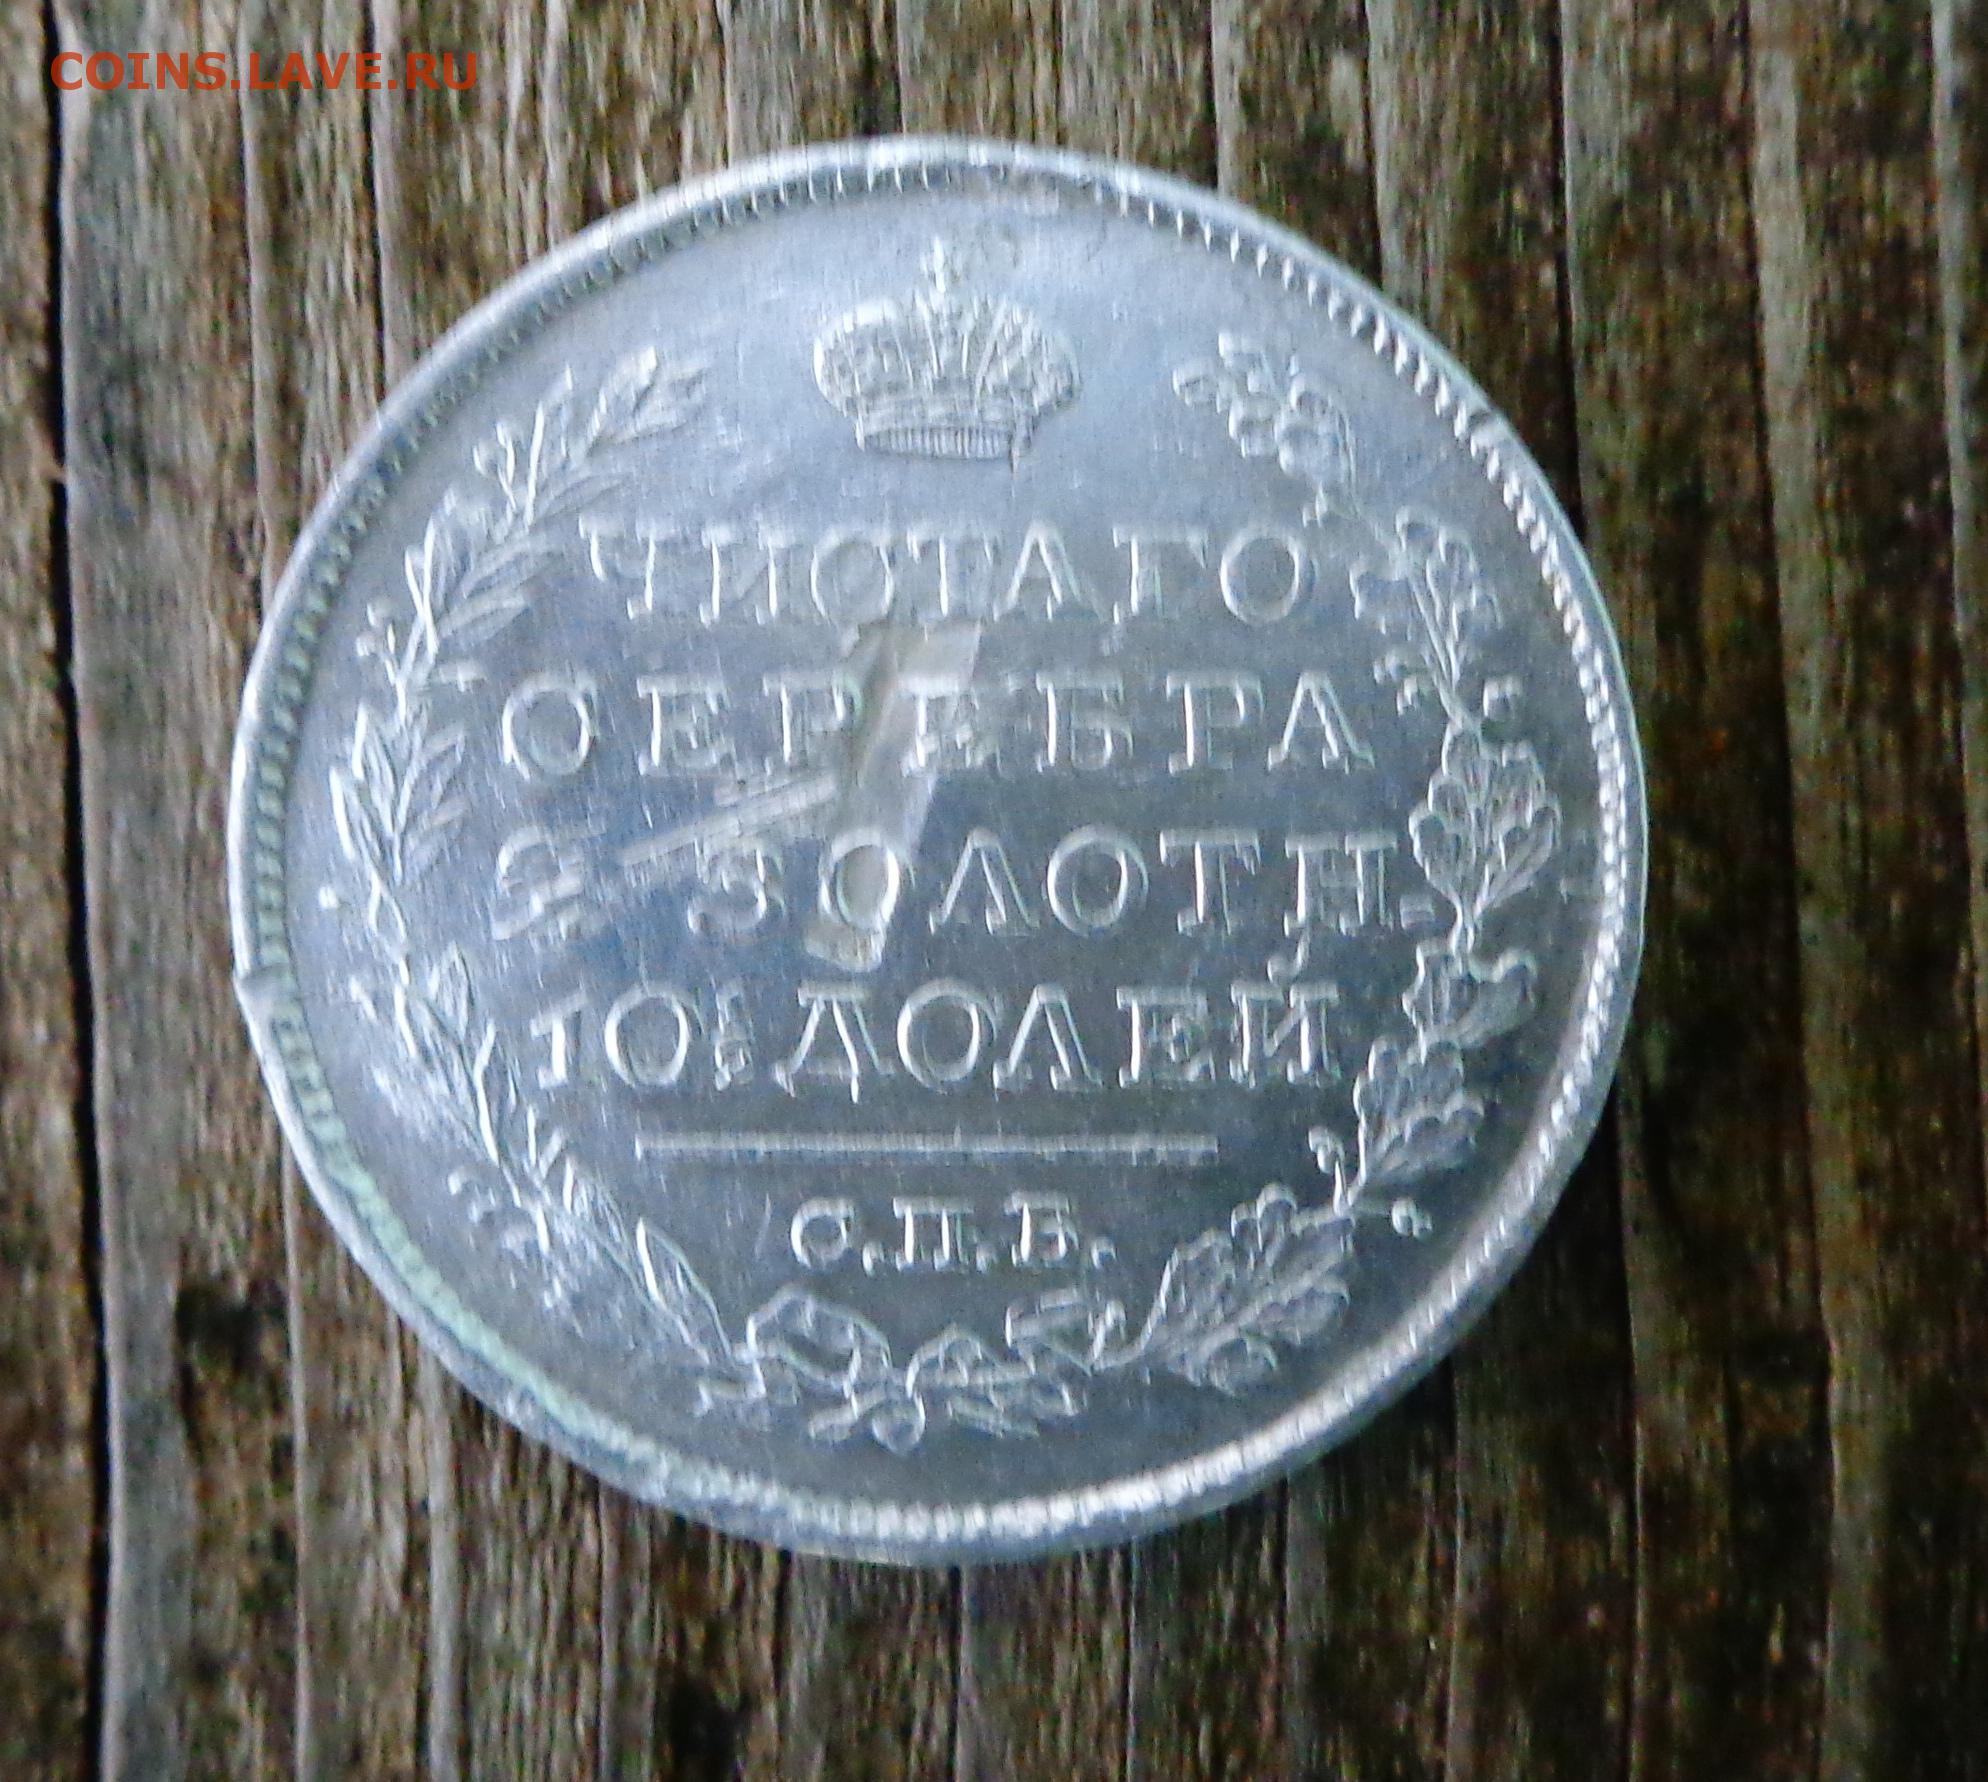 COINS.LAVE.RU
ЧИСТАГО
СЕРЕБРА
2 ЗОЛОТН.
10½ ДОЛЕЙ
С.П.Б.